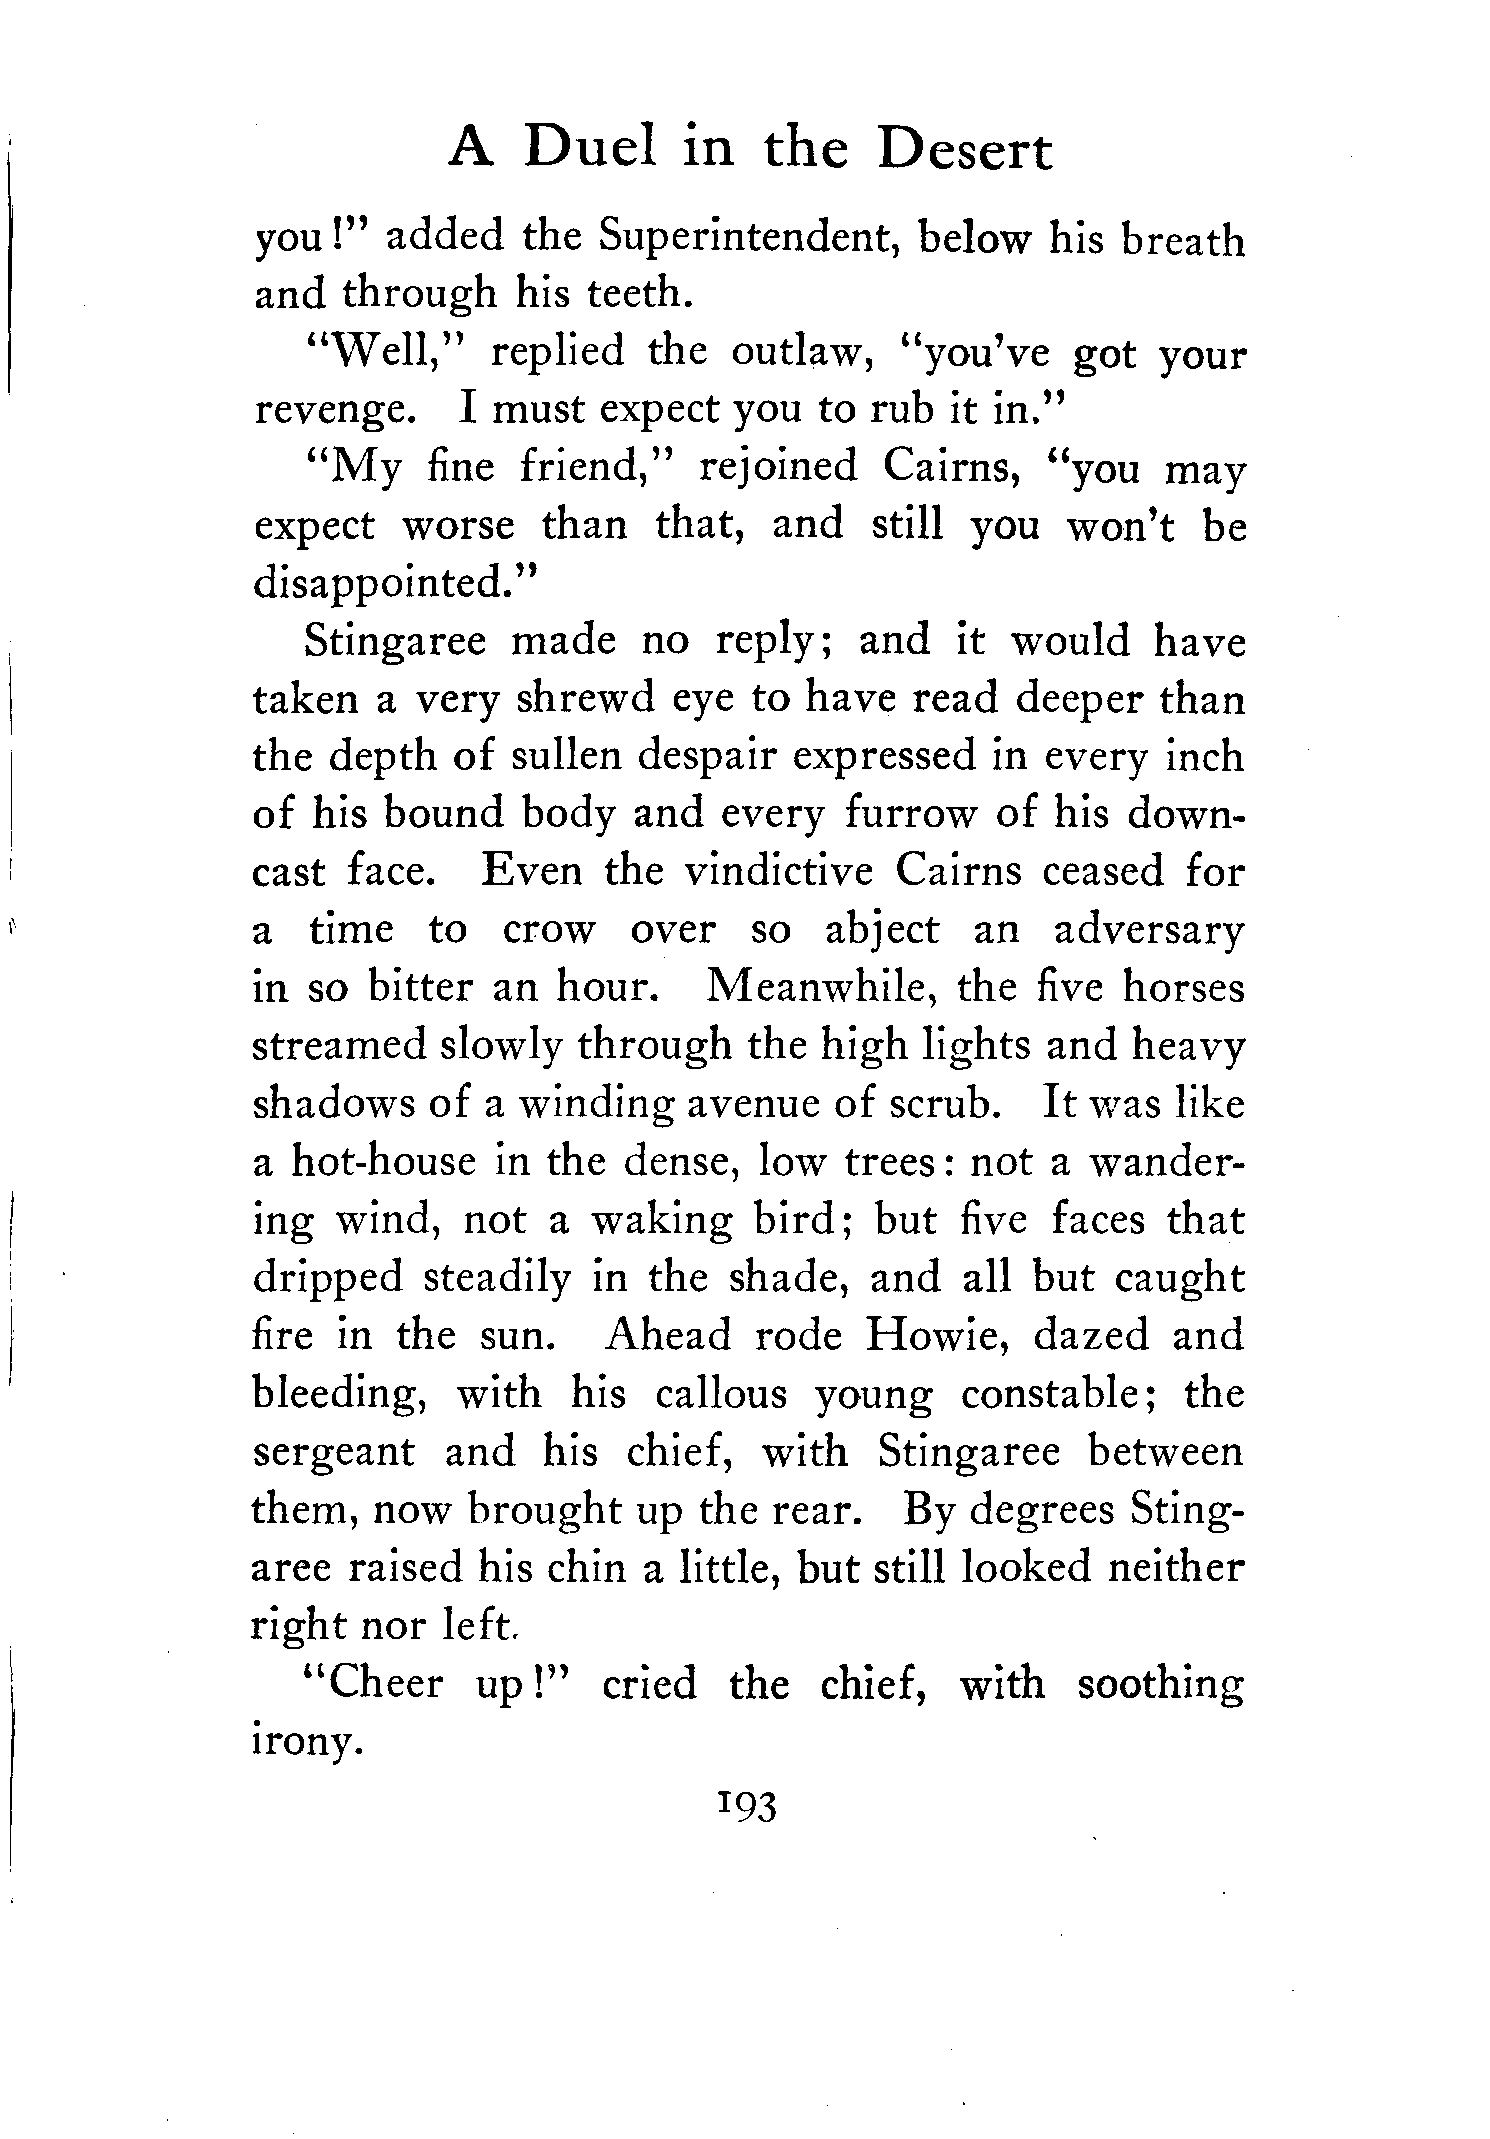 A Duel in the Desert
you!" added the Superintendent, below his breath
and through his teeth.
"Well," replied the outlaw, "you've got your
revenge. I must expect you to rub it in."
"My fine friend," rejoined Cairns, "you may
expect worse than that, and still you won't be
disappointed."
Stingaree made no reply; and it would have
taken a very shrewd eye to have read deeper than
the depth of sullen despair expressed in every inch
of his bound body and every furrow of his down-
cast face. Even the vindictive Cairns ceased for
a time to crow over so abject an adversary
in so bitter an hour. Meanwhile, the five horses
streamed slowly through the high lights and heavy
shadows of a winding avenue of scrub. It was like
a hot-house in the dense, low trees: not a wander-
ing wind, not a waking bird; but five faces that
dripped steadily in the shade, and all but caught
fire in the sun. Ahead rode Howie, dazed and
bleeding, with his callous young constable; the
sergeant and his chief, with Stingaree between
them, now brought up the rear. By degrees Sting-
aree raised his chin a little, but still looked neither
right nor left.
"Cheer up!" cried the chief, with soothing
irony.
193